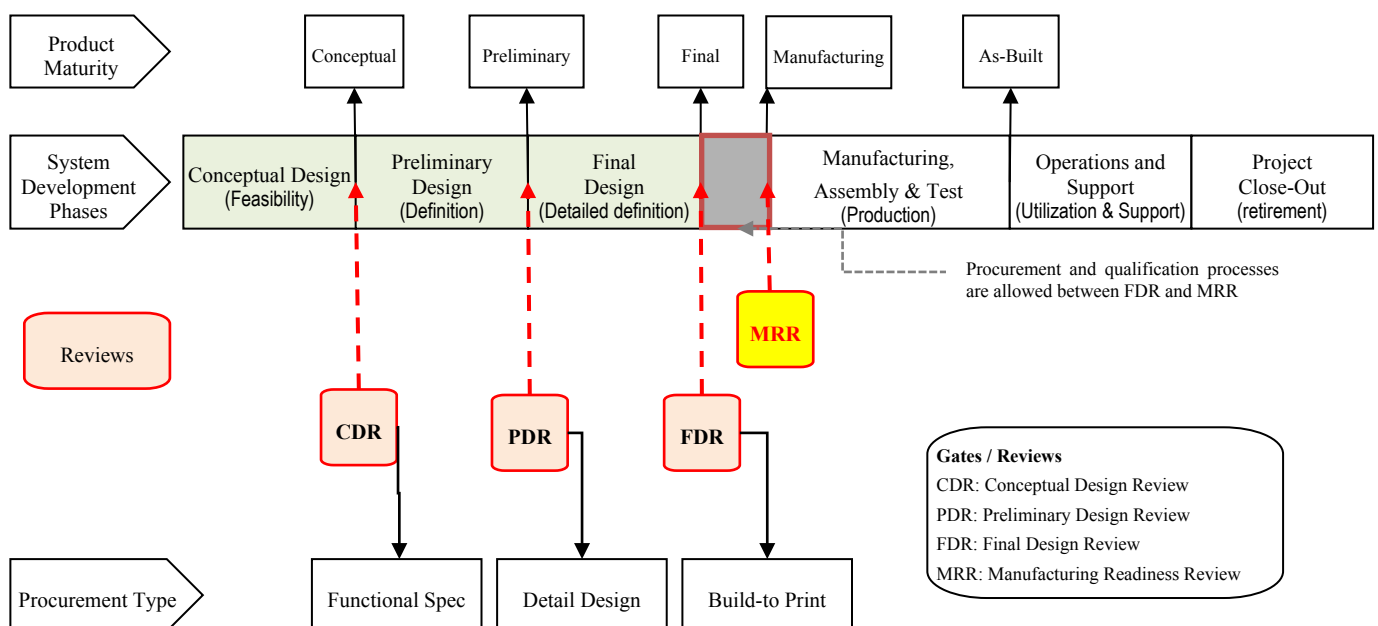 Product
Maturity
Conceptual
Preliminary
Final
Manufacturing
As-Built
System
Development
Phases
Conceptual Design
(Feasibility)
Preliminary
Design
(Definition)
Final
Design
(Detailed definition)
Manufacturing,
Assembly & Test
(Production)
Operations and
Support
(Utilization & Support)
Project
Close-Out
(retirement)
Procurement and qualification processes
are allowed between FDR and MRR
Reviews
MRR
CDR
PDR
FDR
Gates / Reviews
CDR: Conceptual Design Review
PDR: Preliminary Design Review
FDR: Final Design Review
MRR: Manufacturing Readiness Review
Procurement Type
Functional Spec
Detail Design
Build-to Print